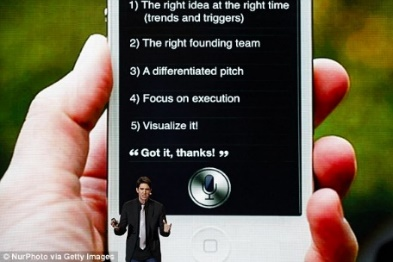 1) The right idea at the right time
(trends and triggers)
2) The right founding team
3) A differentiated pitch
4) Focus on execution
5) Visualize it!
“ Got it, thanks! ”
© NurPhoto via Getty Images